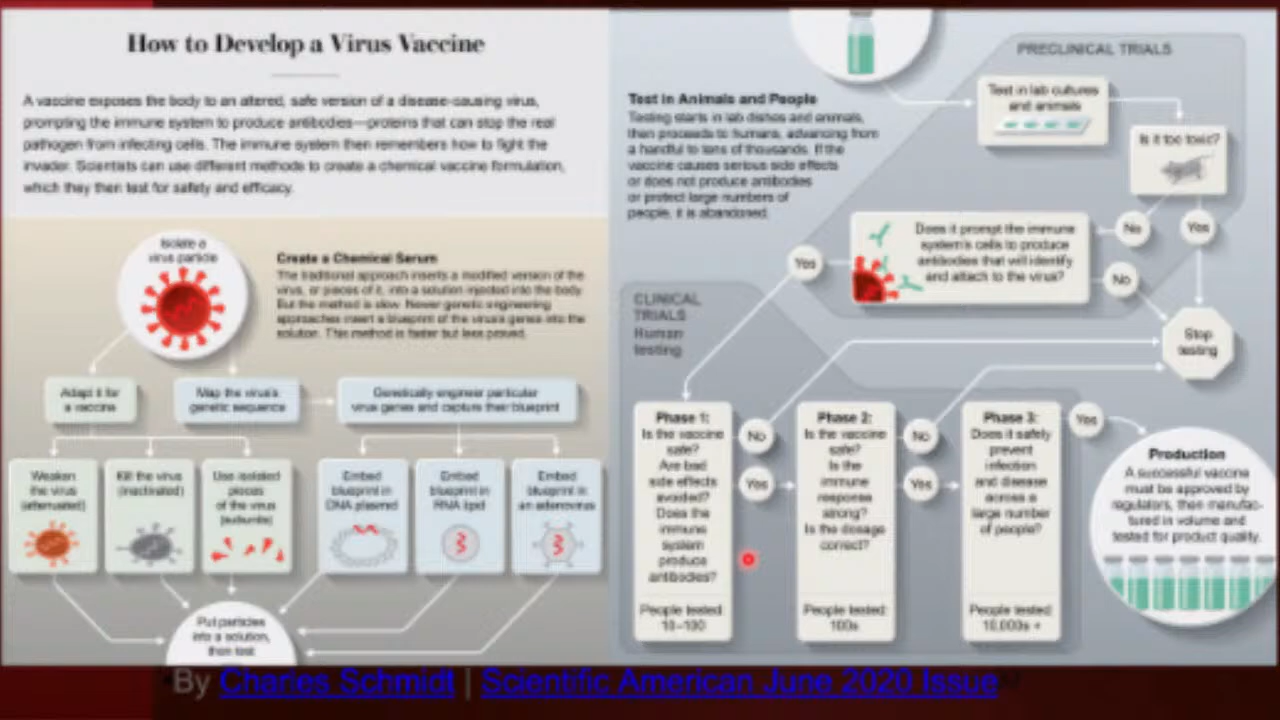 How to Develop a Virus Vaccine
A vaccine exposes the body to an altered, safe version of a disease-causing virus,
prompting the immune system to produce antibodies—proteins that can stop the real
pathogen from infecting cells. The immune system then remembers how to fight the
invader. Scientists can use different methods to create a chemical vaccine formulation,
which they then test for safety and efficacy.
Isolate a
virus particle
Create a Chemical Serum
The traditional approach inserts a modified version of the
virus, or pieces of it, into a solution injected into the body.
But the method is slow. Newer genetic engineering
approaches insert a blueprint of the virus's genes into the
solution. This method is faster but less proved.
Adapt it for
a vaccine
Map the virus's
genetic sequence
Genetically engineer particular
virus genes and capture their blueprint
Weaken
the virus
(attenuated)
Kill the virus
(inactivated)
Use isolated
pieces
of the virus
(subunits)
Embed
blueprint in
DNA plasmid
Embed
blueprint in
RNA lipid
Embed
blueprint in
an adenovirus
Put particles
into a solution,
then test
Test in Animals and People
Testing starts in lab dishes and animals,
then proceeds to humans, advancing from
a handful to tens of thousands. If the
vaccine causes serious side effects
or does not produce antibodies
or protect large numbers of
people, it is abandoned.
PRECLINICAL TRIALS
Test in lab cultures
and animals
Is it too toxic?
No
Yes
Does it prompt the immune
system's cells to produce
antibodies that will identify
and attach to the virus?
Yes
No
Stop
testing
CLINICAL
TRIALS
Human
testing
Phase 1:
Is the vaccine
safe?
Are bad
side effects
avoided?
Does the
immune
system
produce
antibodies?
People tested:
10–100
No
Yes
Phase 2:
Is the vaccine
safe?
Is the
immune
response
strong?
Is the dosage
correct?
People tested:
100s
No
Yes
Phase 3:
Does it safely
prevent
infection
and disease
across a
large number
of people?
People tested:
10,000s +
Yes
Production
A successful vaccine
must be approved by
regulators, then manufac-
tured in volume and
tested for product quality.
By Charles Schmidt | Scientific American June 2020 Issue